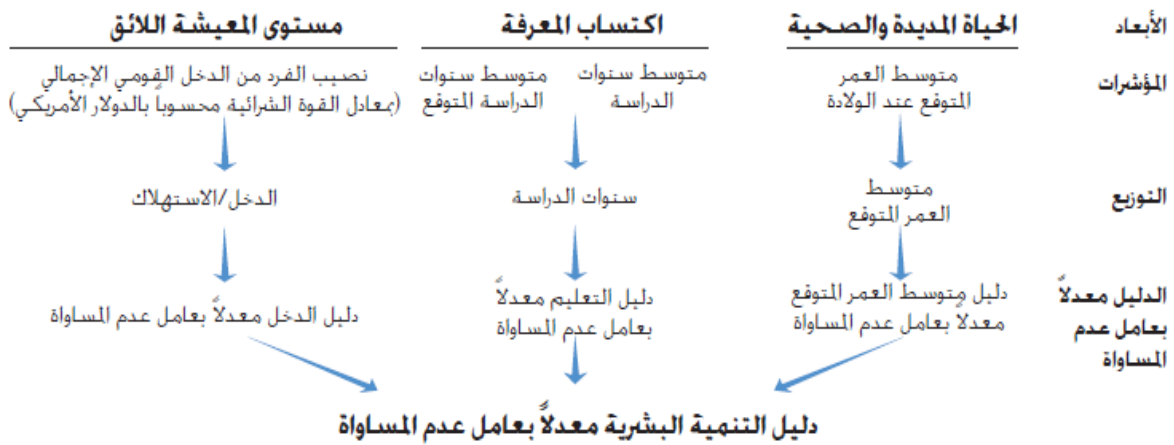 الأبعاد
الحياة المديدة والصحية
اكتساب المعرفة
مستوى المعيشة اللائق
المؤشرات
متوسط العمر
المتوقع عند الولادة
متوسط سنوات
الدراسة
متوسط سنوات
الدراسة المتوقع
نصيب الفرد من الدخل القومي الإجمالي
(بمعادل القوة الشرائية محسوباً بالدولار الأمريكي)
التوزيع
متوسط
العمر المتوقع
سنوات الدراسة
الدخل/الاستهلاك
الدليل معدلاً
بعامل عدم
المساواة
دليل متوسط العمر المتوقع
معدلاً بعامل عدم المساواة
دليل التعليم معدلاً
بعامل عدم المساواة
دليل الدخل معدلاً بعامل عدم المساواة
دليل التنمية البشرية معدلاً بعامل عدم المساواة